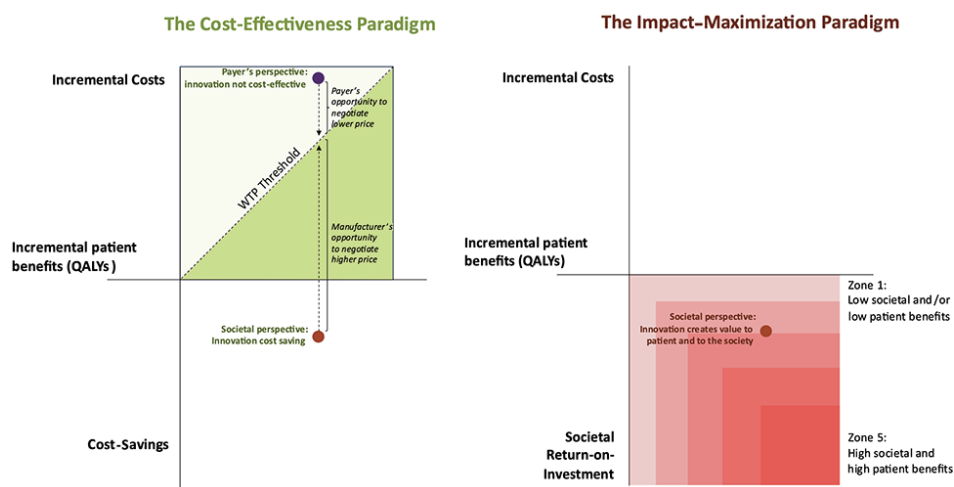 The Cost-Effectiveness Paradigm
Incremental Costs
Payer's perspective:
innovation not cost-effective
Payer's
opportunity to
negotiate
lower price
WTP Threshold
Incremental patient
benefits (QALYs)
Manufacturer's
opportunity
to negotiate
higher price
Societal perspective:
Innovation cost saving
Cost-Savings
The Impact-Maximization Paradigm
Incremental Costs
Incremental patient
benefits (QALYs)
Zone 1:
Low societal and/or
low patient benefits
Societal perspective:
Innovation creates value to
patient and to the society
Societal
Return-on-
Investment
Zone 5:
High societal and
high patient benefits